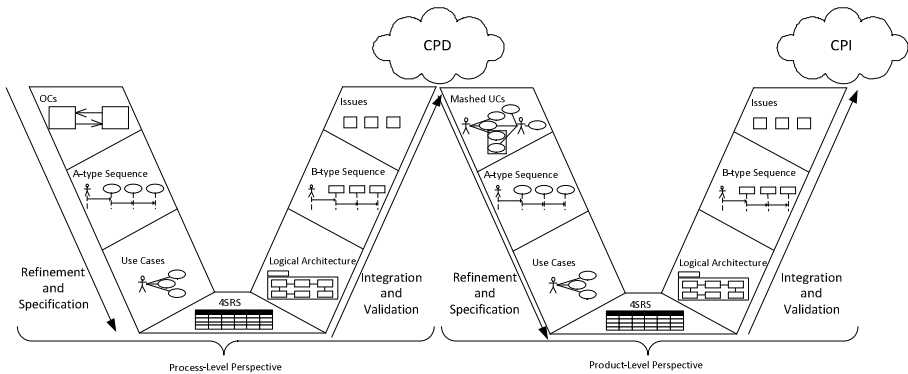 CPD
CPI
OCs
Issues
Mashed UCs
Issues
A-type Sequence
B-type Sequence
A-type Sequence
B-type Sequence
Use Cases
Logical Architecture
Use Cases
Logical Architecture
Refinement
and
Specification
Integration
and
Validation
Refinement
and
Specification
Integration
and
Validation
4SRS
4SRS
Process-Level Perspective
Product-Level Perspective